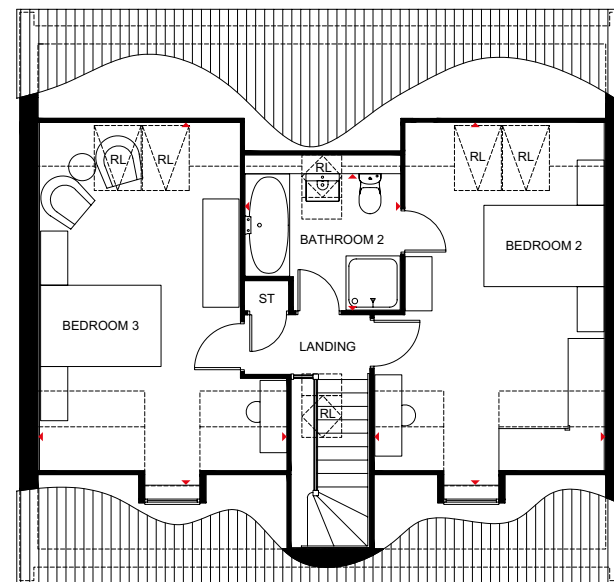 RL RL
RL
RL RL
BATHROOM 2
BEDROOM 2
ST
BEDROOM 3
LANDING
RL